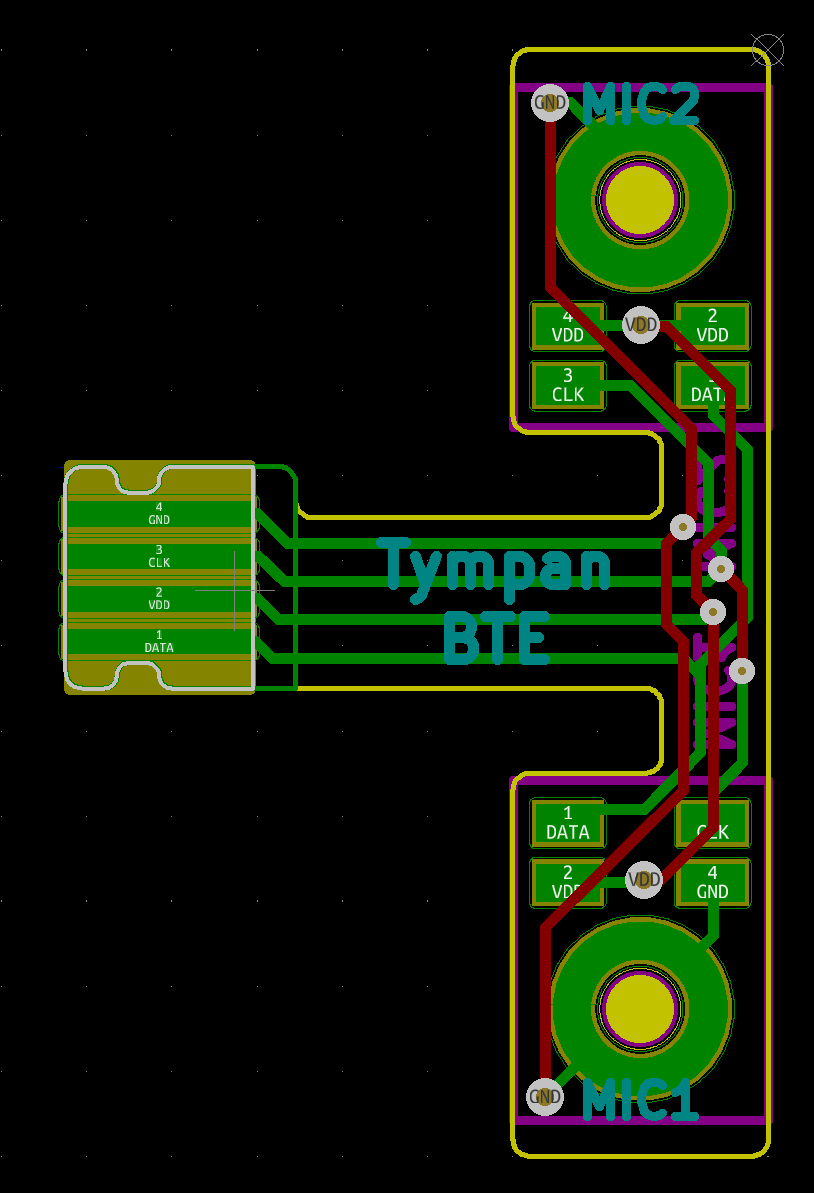 GND
MIC2
4
VDD
VDD
2
VDD
3
CLK
DATA
4
GND
3
CLK
2
VDD
1
DATA
Tympan
BTE
1
DATA
CLK
2
VDD
VDD
4
GND
GND
MIC1